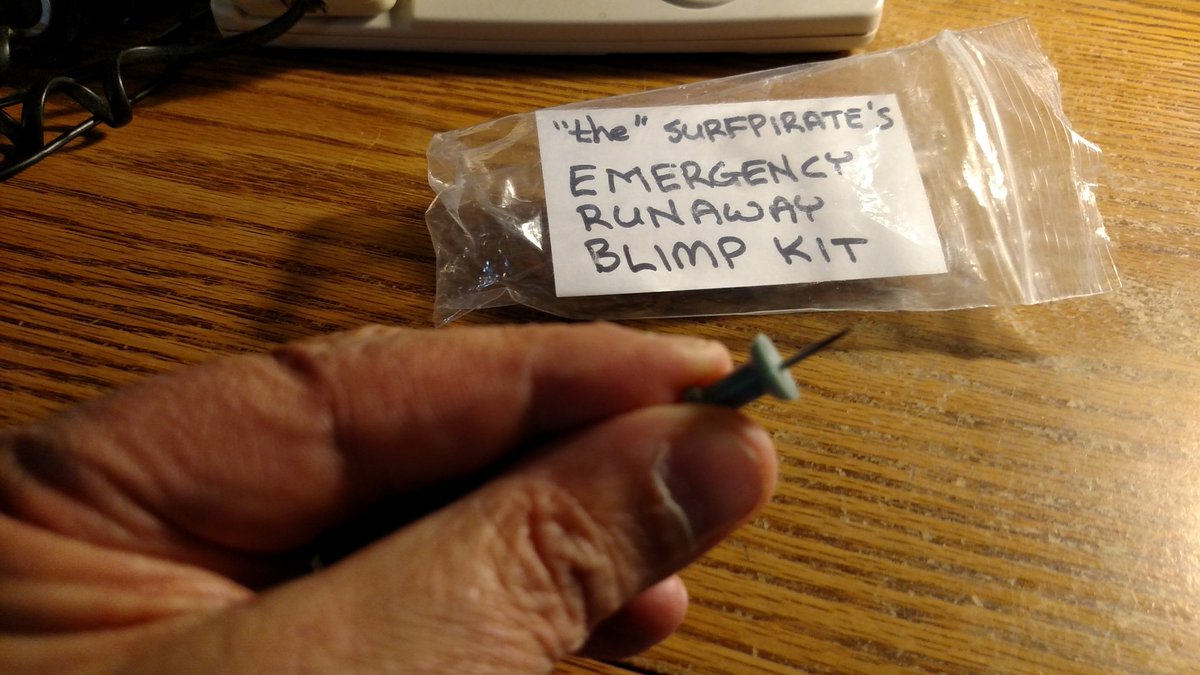 "the" SURFPIRATE'S
EMERGENCY
RUNAWAY
BLIMP KIT